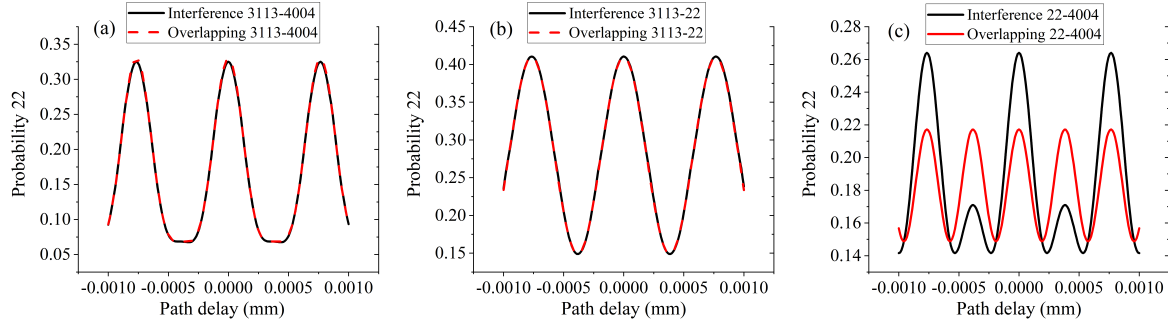 (a)
Interference 3113-4004
Overlapping 3113-4004
Probability 22
0.35
0.30
0.25
0.20
0.15
0.10
0.05
-0.0010 -0.0005 0.0000 0.0005 0.0010
Path delay (mm)
(b)
Interference 3113-22
Overlapping 3113-22
Probability 22
0.45
0.40
0.35
0.30
0.25
0.20
0.15
-0.0010 -0.0005 0.0000 0.0005 0.0010
Path delay (mm)
(c)
Interference 22-4004
Overlapping 22-4004
Probability 22
0.28
0.26
0.24
0.22
0.20
0.18
0.16
0.14
-0.0010 -0.0005 0.0000 0.0005 0.0010
Path delay (mm)